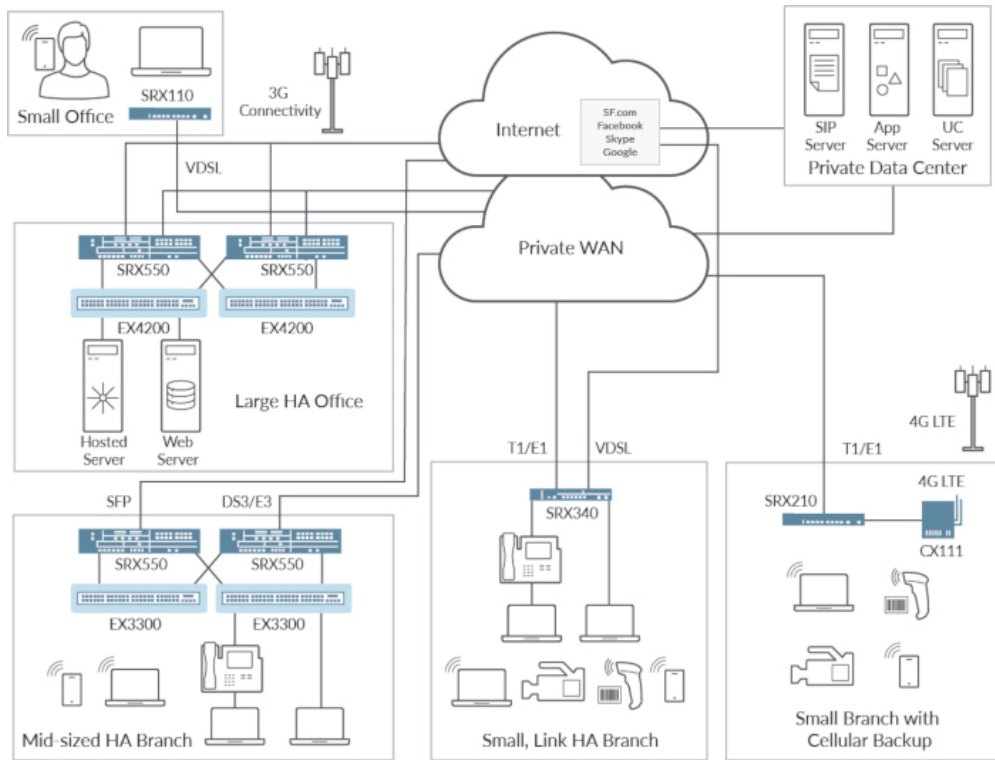 SRX110
Small Office
3G
Connectivity
VDSL
Internet
SF.com
Facebook
Skype
Google
SIP
Server
App
Server
UC
Server
Private Data Center
Private WAN
SRX550
SRX550
EX4200
EX4200
Hosted
Server
Web
Server
Large HA Office
SFP
DS3/E3
SRX550
SRX550
EX3300
EX3300
Mid-sized HA Branch
T1/E1
VDSL
SRX340
Small, Link HA Branch
4G LTE
T1/E1
4G LTE
SRX210
CX111
Small Branch with
Cellular Backup